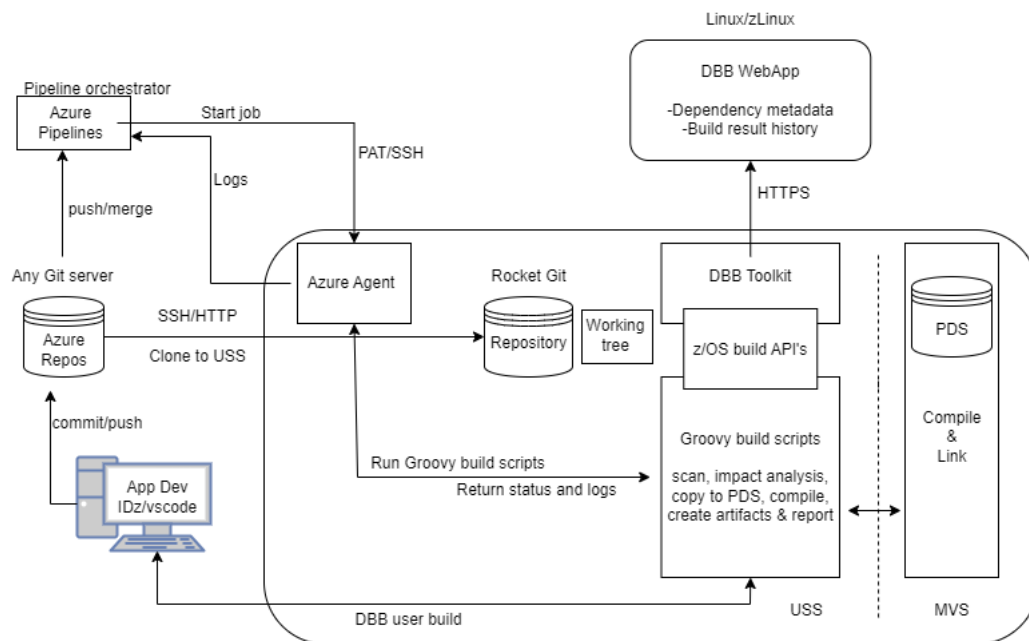 Linux/zLinux
DBB WebApp
-Dependency metadata
-Build result history
Pipeline orchestrator
Azure
Pipelines
Start job
PAT/SSH
Logs
HTTPS
push/merge
Any Git server
Azure
Repos
SSH/HTTP
Clone to USS
Azure Agent
Rocket Git
Repository
Working
tree
DBB Toolkit
z/OS build API's
PDS
Compile
&
Link
commit/push
App Dev
IDz/vscode
Run Groovy build scripts
Return status and logs
Groovy build scripts
scan, impact analysis,
copy to PDS, compile,
create artifacts & report
DBB user build
USS
MVS